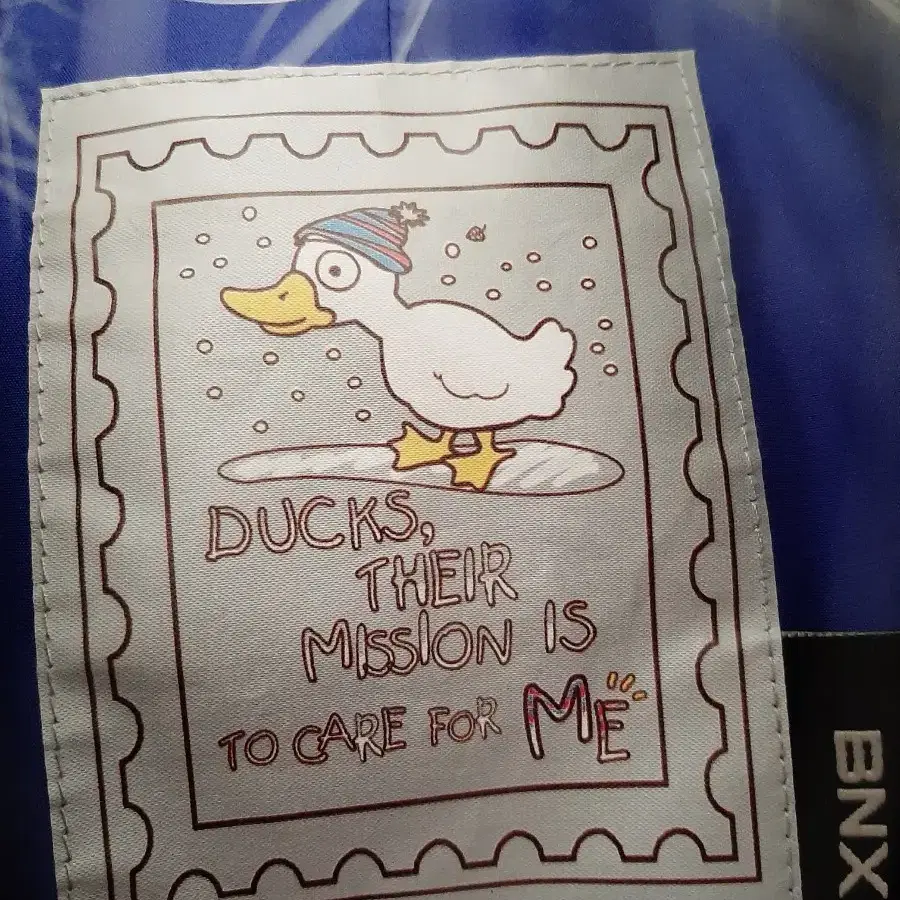 DUCKS,
THEIR
MISSION IS
TO CARE FOR ME
BNX